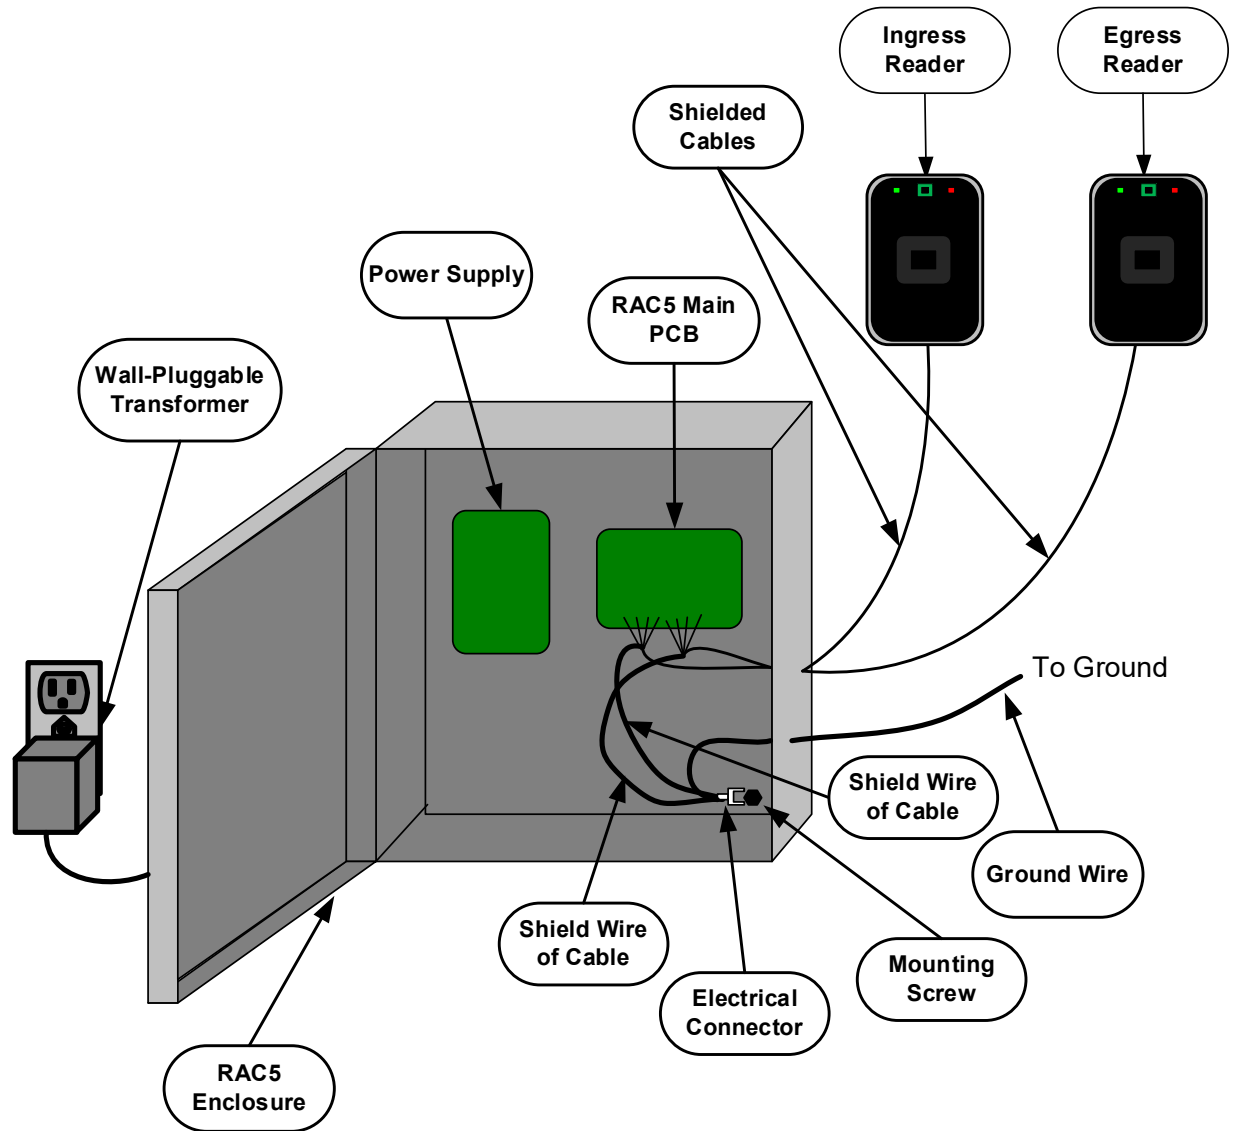 Ingress
Reader
Egress
Reader
Shielded
Cables
Power Supply
RAC5 Main
PCB
Wall-Pluggable
Transformer
To Ground
Shield Wire
of Cable
Ground Wire
Shield Wire
of Cable
Mounting
Screw
Electrical
Connector
RAC5
Enclosure